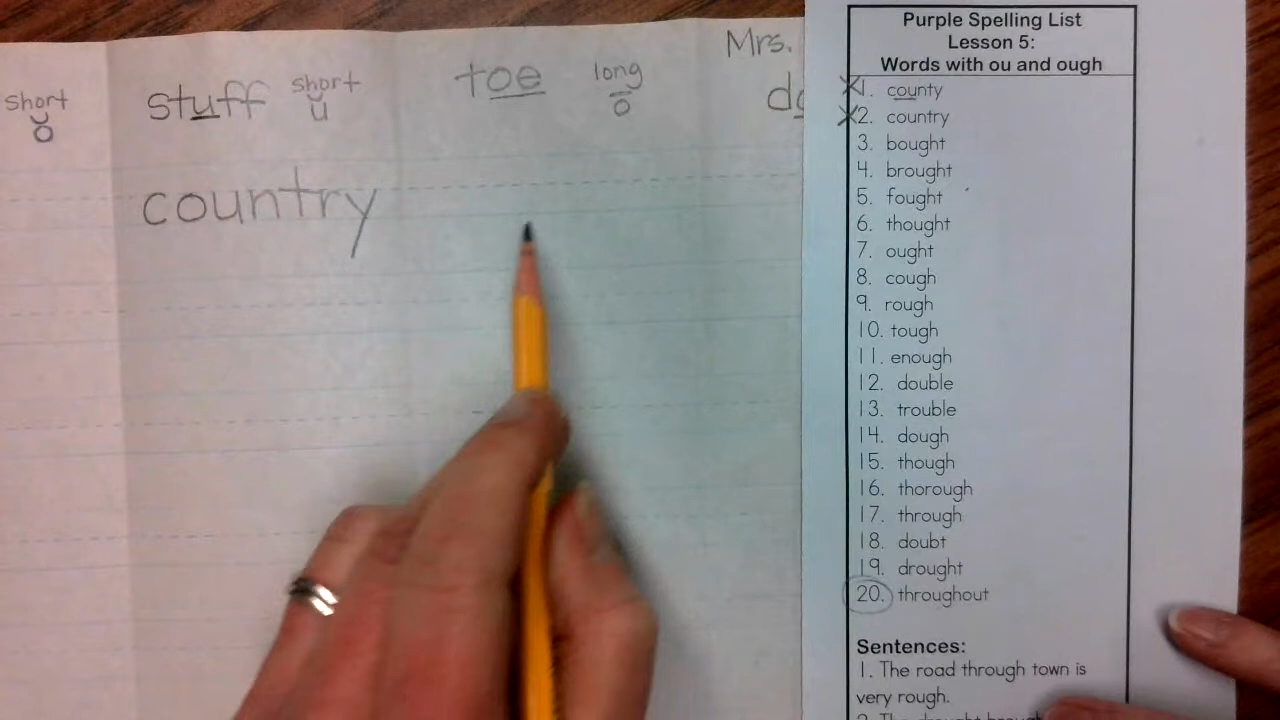 short
ŏ
stuff short
ŭ
toe long
ō
Mrs.
country
Purple Spelling List
Lesson 5:
Words with ou and ough
1. county
2. country
3. bought
4. brought
5. fought
6. thought
7. ought
8. cough
9. rough
10. tough
11. enough
12. double
13. trouble
14. dough
15. though
16. thorough
17. through
18. doubt
19. drought
20. throughout
Sentences:
1. The road through town is
very rough.